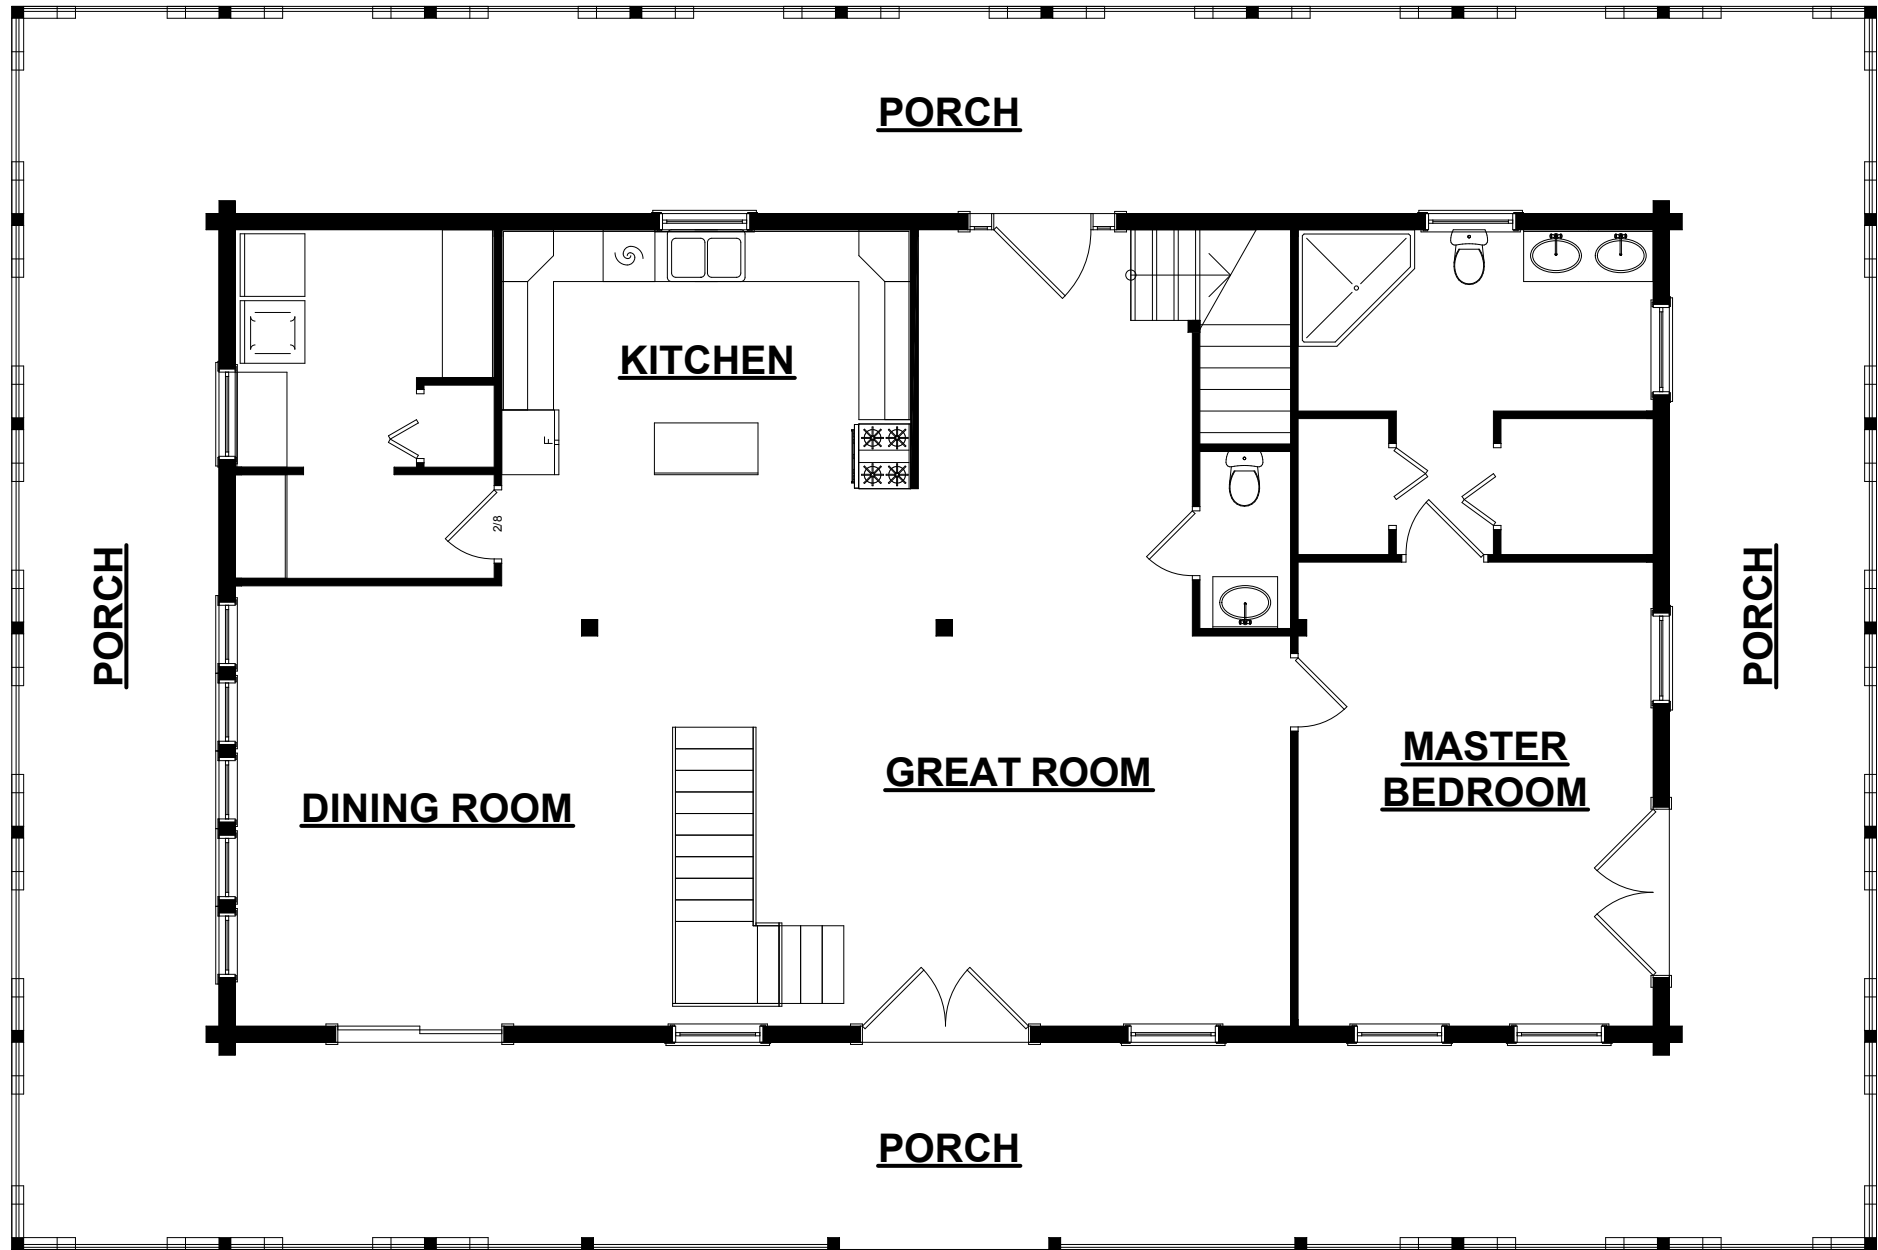 PORCH
KITCHEN
F
2/8
PORCH
PORCH
MASTER
BEDROOM
GREAT ROOM
DINING ROOM
PORCH